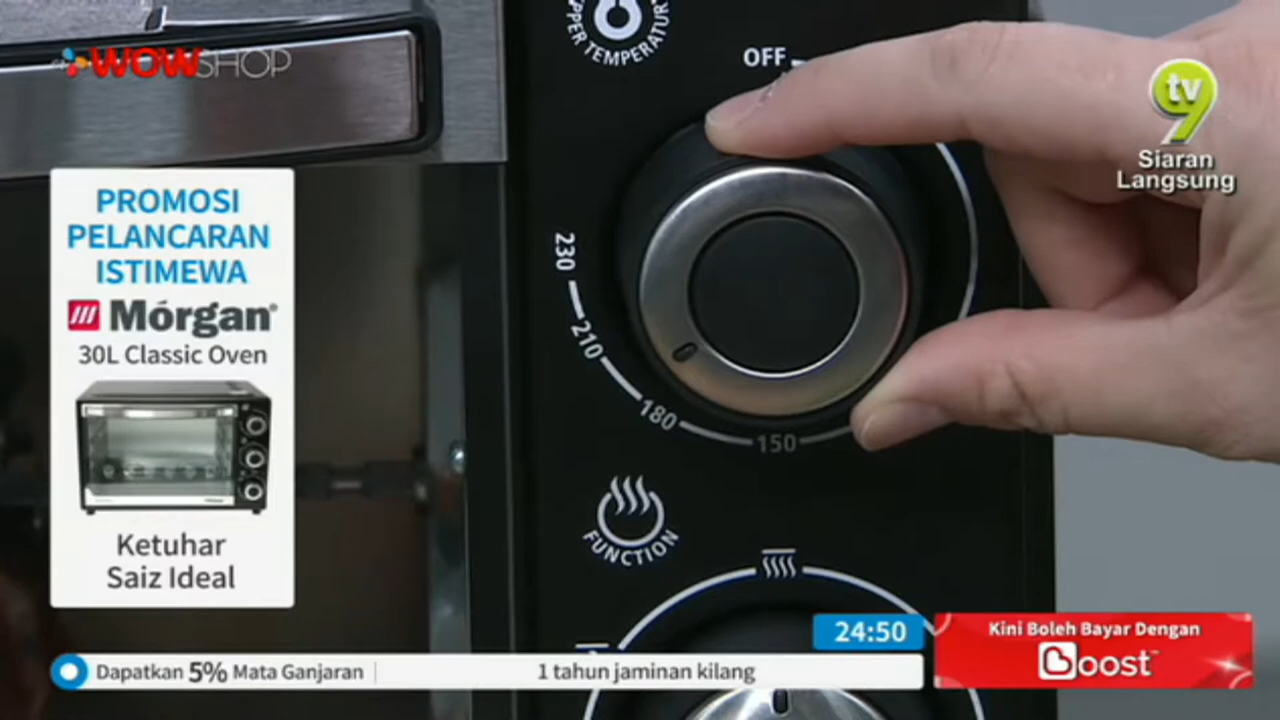 WOWSHOP
PPER TEMPERATUR
OFF
tv9
Siaran
Langsung
PROMOSI
PELANCARAN
ISTIMEWA
Mórgan®
30L Classic Oven
Ketuhar
Saiz Ideal
230
210
180
150
FUNCTION
24:50
Kini Boleh Bayar Dengan
Boost™
Dapatkan 5% Mata Ganjaran
1 tahun jaminan kilang